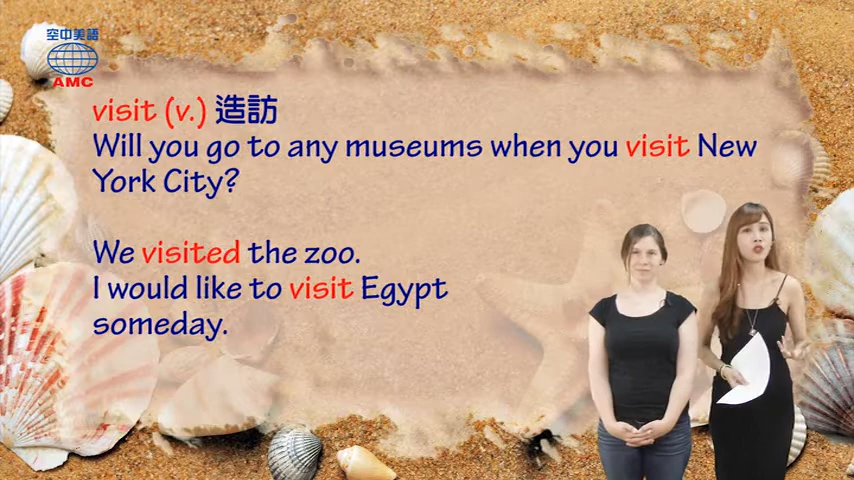 空中美語
AMC
visit (v.) 造訪
Will you go to any museums when you visit New
York City?
We visited the zoo.
I would like to visit Egypt
someday.